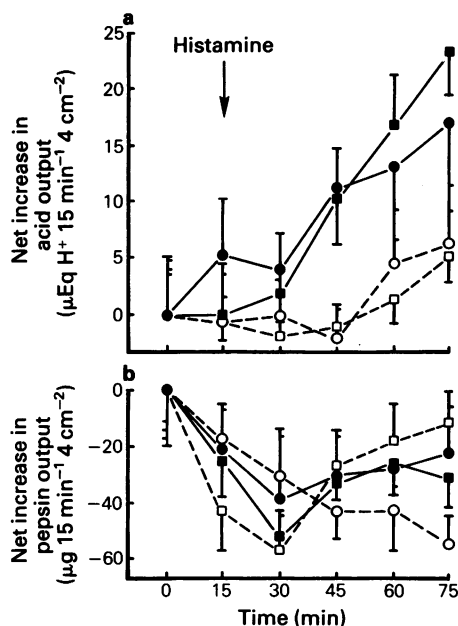 a
Histamine
Net increase in
acid output
(μEq H⁺ 15 min⁻¹ 4 cm⁻²)
25
20
15
10
5
0
b
Net increase in
pepsin output
(μg 15 min⁻¹ 4 cm⁻²)
0
−20
−40
−60
0 15 30 45 60 75
Time (min)